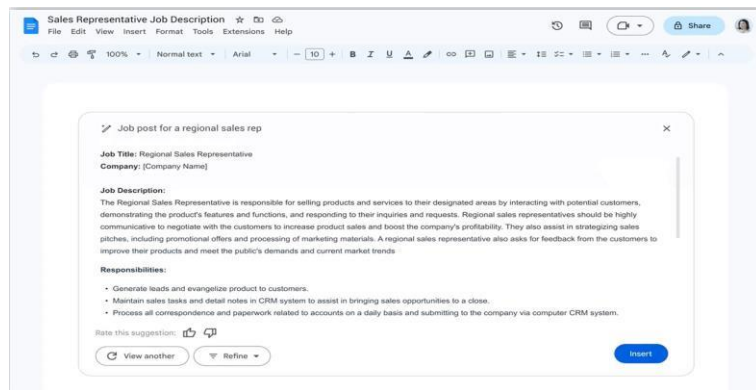 Sales Representative Job Description
File Edit View Insert Format Tools Extensions Help
Share
100% Normal text Arial – 10 + B I U A
Job post for a regional sales rep
Job Title: Regional Sales Representative
Company: [Company Name]
Job Description:
The Regional Sales Representative is responsible for selling products and services to their designated areas by interacting with potential customers,
demonstrating the product's features and functions, and responding to their inquiries and requests. Regional sales representatives should be highly
communicative to negotiate with the customers to increase product sales and boost the company's profitability. They also assist in strategizing sales
pitches, including promotional offers and processing of marketing materials. A regional sales representative also asks for feedback from the customers to
improve their products and meet the public's demands and current market trends
Responsibilities:
• Generate leads and evangelize product to customers.
• Maintain sales tasks and detail notes in CRM system to assist in bringing sales opportunities to a close.
• Process all correspondence and paperwork related to accounts on a daily basis and submitting to the company via computer CRM system.
Rate this suggestion:
View another Refine Insert